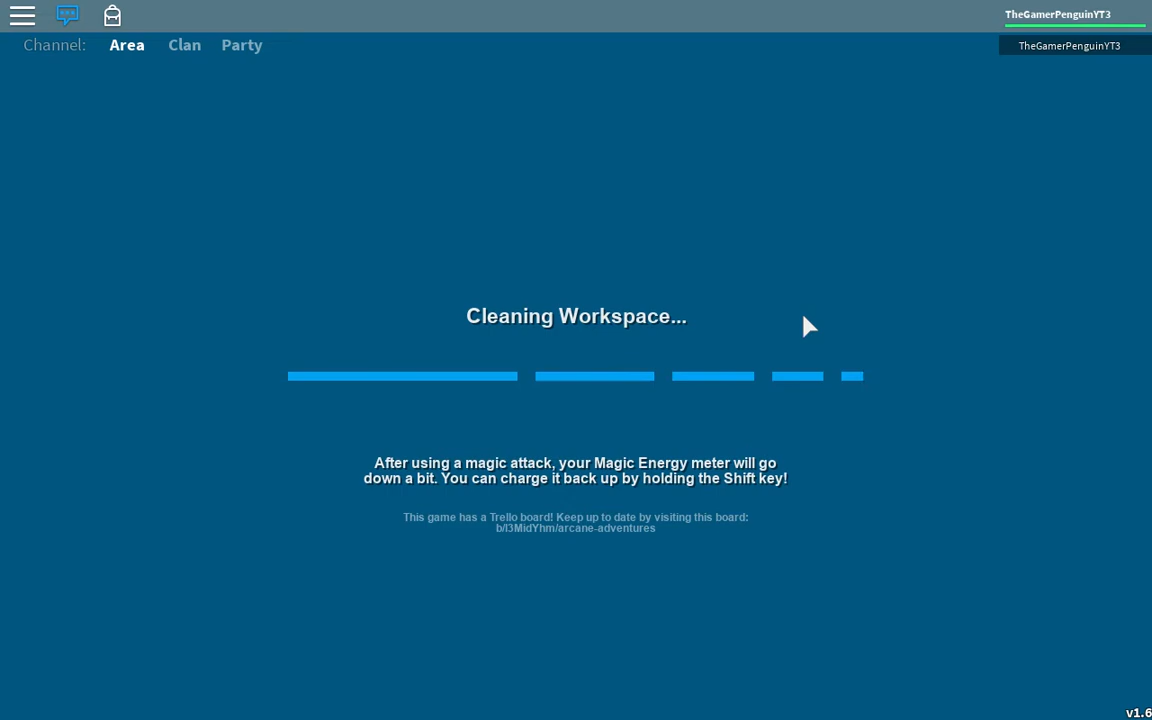 TheGamerPenguinYT3
Channel: Area Clan Party
TheGamerPenguinYT3
Cleaning Workspace...
After using a magic attack, your Magic Energy meter will go
down a bit. You can charge it back up by holding the Shift key!
This game has a Trello board! Keep up to date by visiting this board:
b/l3MidYhm/arcane-adventures
v1.6